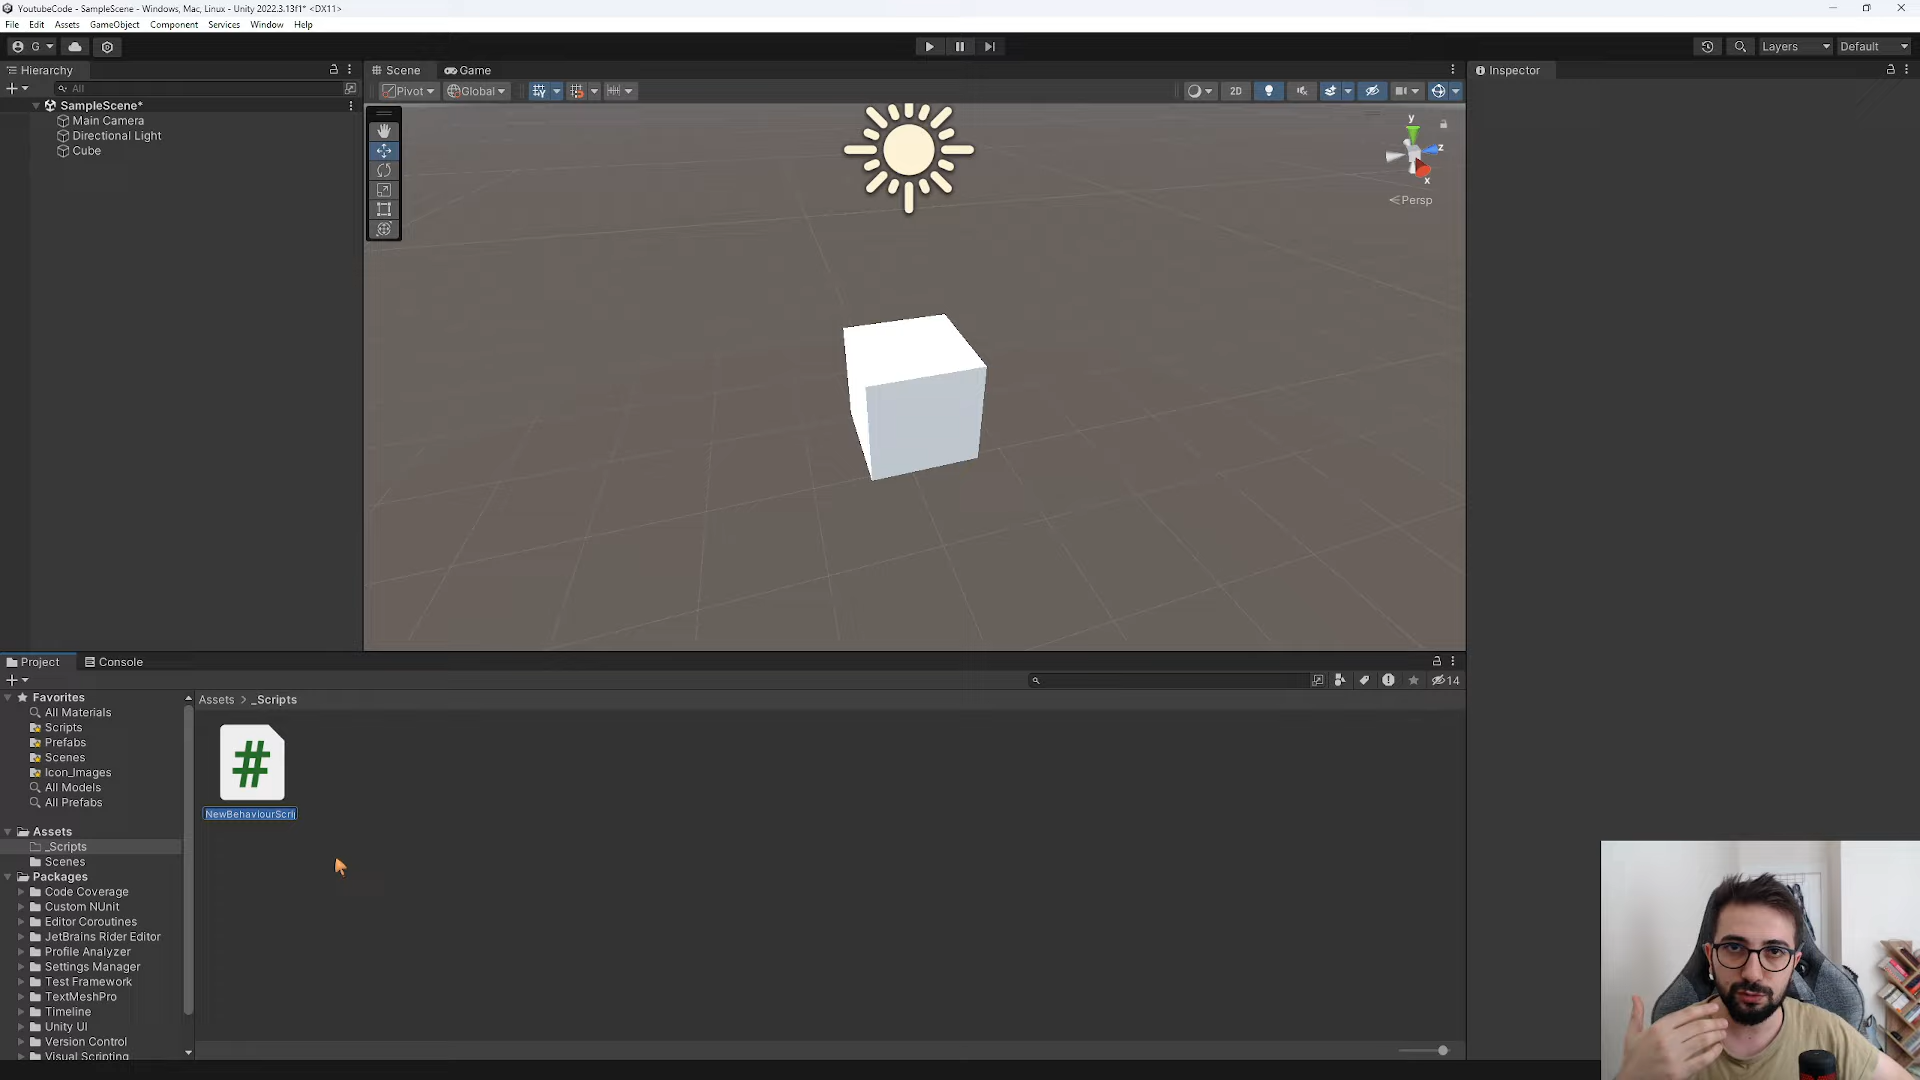 YoutubeCode - SampleScene - Windows, Mac, Linux - Unity 2022.3.13f1* <DX11>
File Edit Assets GameObject Component Services Window Help
G Layers Default
Hierarchy Scene Game Inspector
All Pivot Global 2D
SampleScene*
Main Camera
Directional Light
Cube
y
z
x
Persp
Project Console
14
Favorites
All Materials
Scripts
Prefabs
Scenes
Icon_Images
All Models
All Prefabs
Assets
_Scripts
Scenes
Packages
Code Coverage
Custom NUnit
Editor Coroutines
JetBrains Rider Editor
Profile Analyzer
Settings Manager
Test Framework
TextMeshPro
Timeline
Unity UI
Version Control
Visual Scripting
Assets > _Scripts
#
NewBehaviourScri